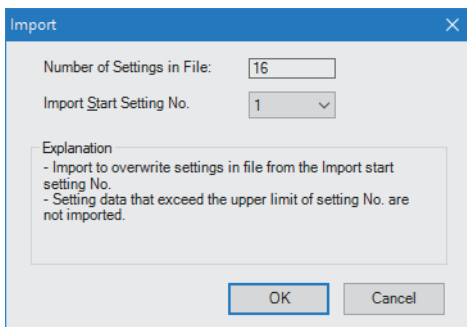 Import
Number of Settings in File: 16
Import Start Setting No. 1
Explanation
- Import to overwrite settings in file from the Import start
setting No.
- Setting data that exceed the upper limit of setting No. are
not imported.
OK Cancel